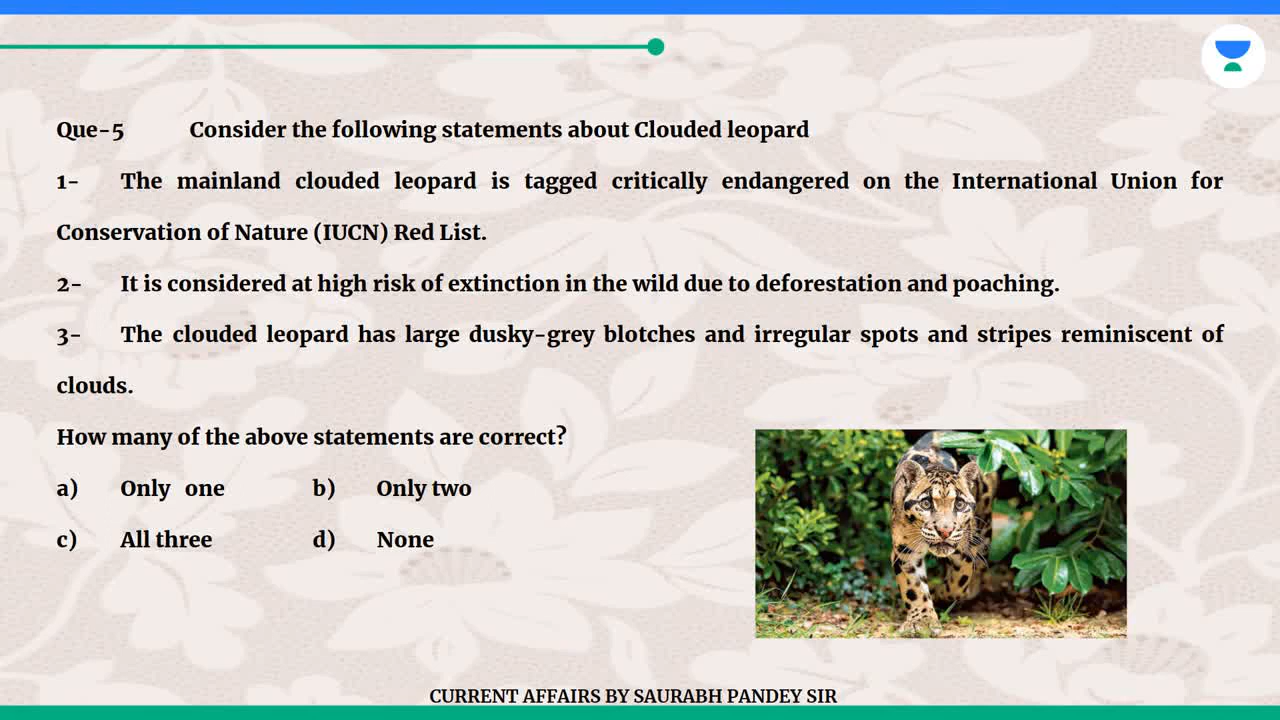 Que-5 Consider the following statements about Clouded leopard
1- The mainland clouded leopard is tagged critically endangered on the International Union for
Conservation of Nature (IUCN) Red List.
2- It is considered at high risk of extinction in the wild due to deforestation and poaching.
3- The clouded leopard has large dusky-grey blotches and irregular spots and stripes reminiscent of
clouds.
How many of the above statements are correct?
a) Only one b) Only two
c) All three d) None
CURRENT AFFAIRS BY SAURABH PANDEY SIR